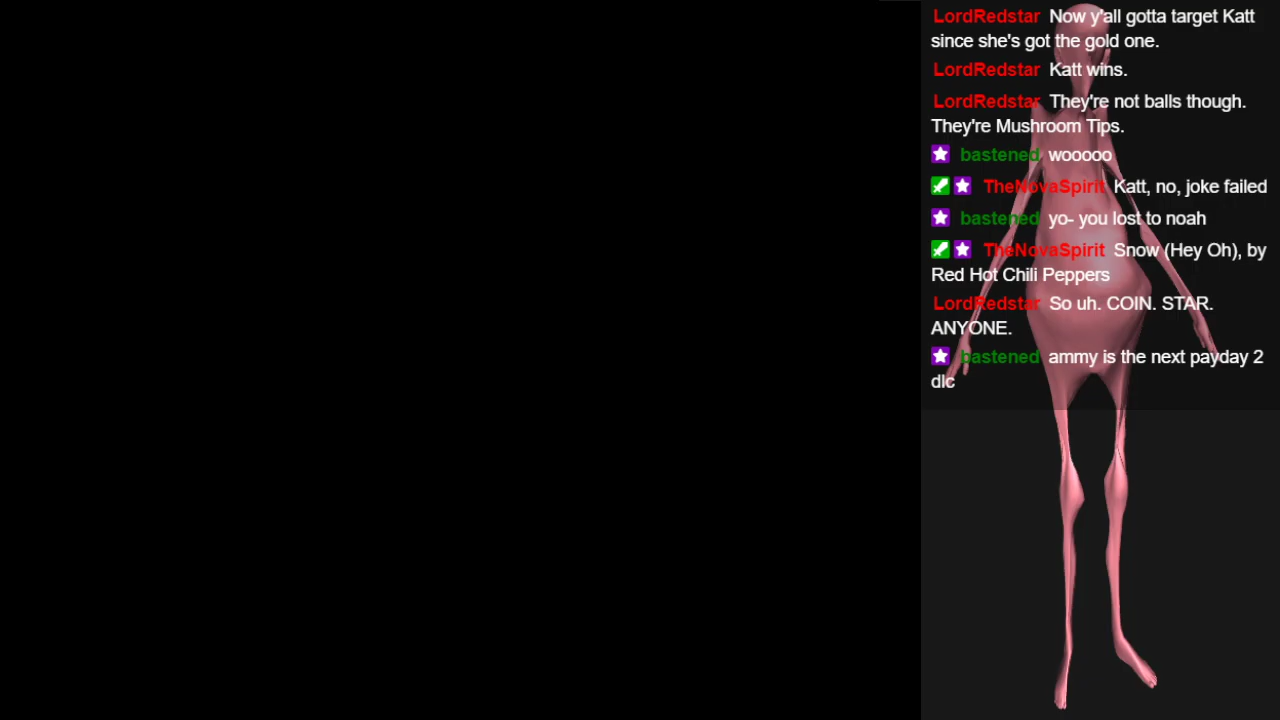 LordRedstar Now y'all gotta target Katt
since she's got the gold one.
LordRedstar Katt wins.
LordRedstar They're not balls though.
They're Mushroom Tips.
bastened wooooo
TheNovaSpirit Katt, no, joke failed
bastened yo- you lost to noah
TheNovaSpirit Snow (Hey Oh), by
Red Hot Chili Peppers
LordRedstar So uh. COIN. STAR.
ANYONE.
bastened ammy is the next payday 2
dlc